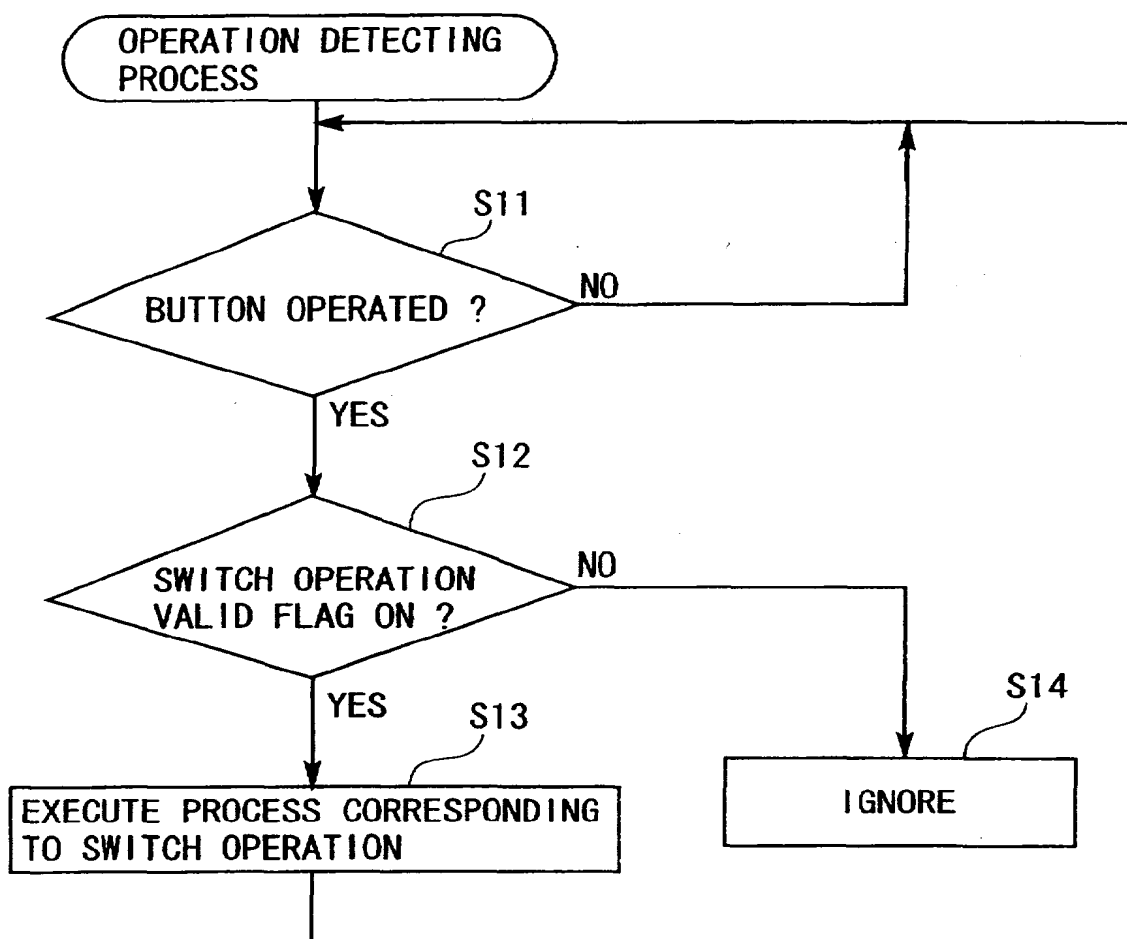 OPERATION DETECTING
PROCESS
S11
BUTTON OPERATED ?
NO
YES
S12
SWITCH OPERATION
VALID FLAG ON ?
NO
YES
S13
S14
EXECUTE PROCESS CORRESPONDING
TO SWITCH OPERATION
IGNORE